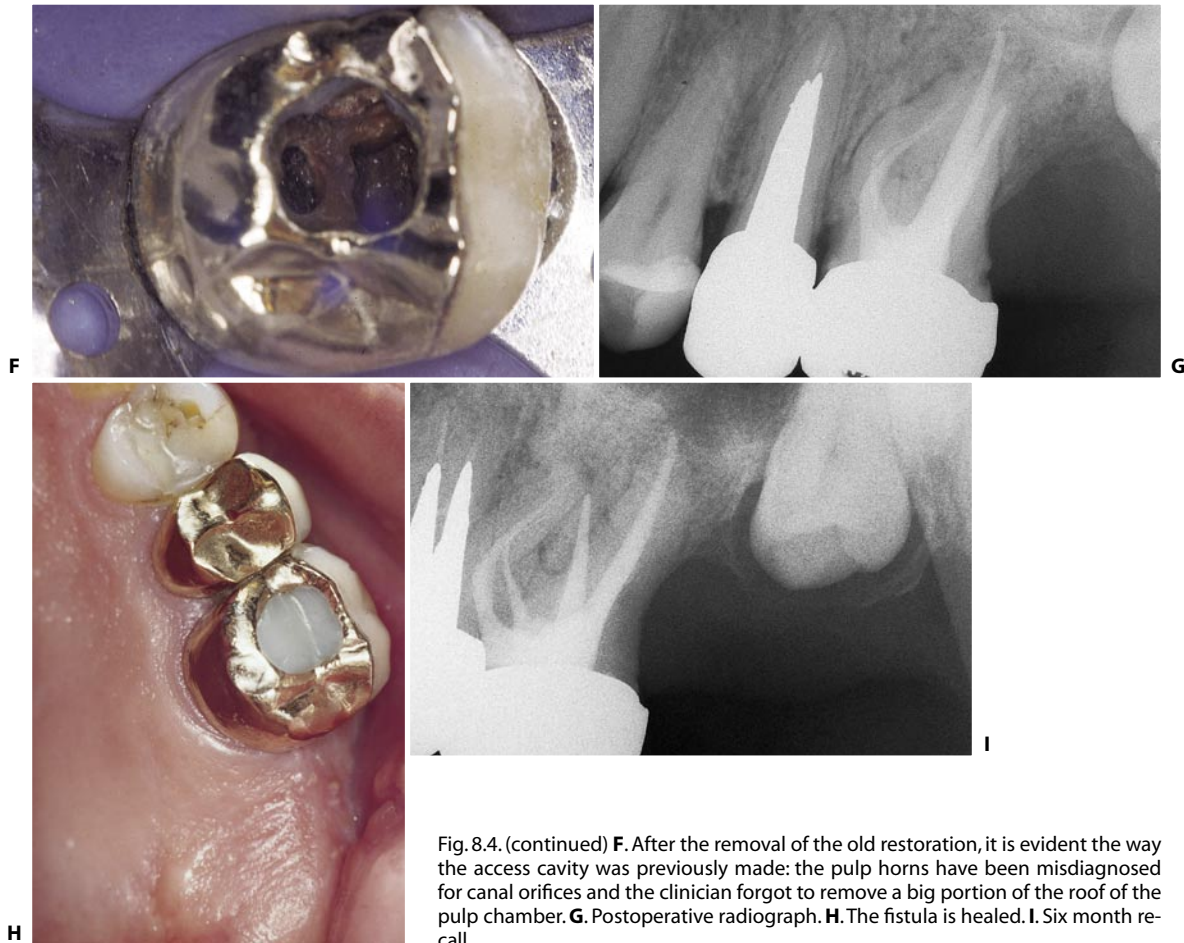 F
G
H
I
Fig. 8.4. (continued) F. After the removal of the old restoration, it is evident the way
the access cavity was previously made: the pulp horns have been misdiagnosed
for canal orifices and the clinician forgot to remove a big portion of the roof of the
pulp chamber. G. Postoperative radiograph. H. The fistula is healed. I. Six month re-
call.